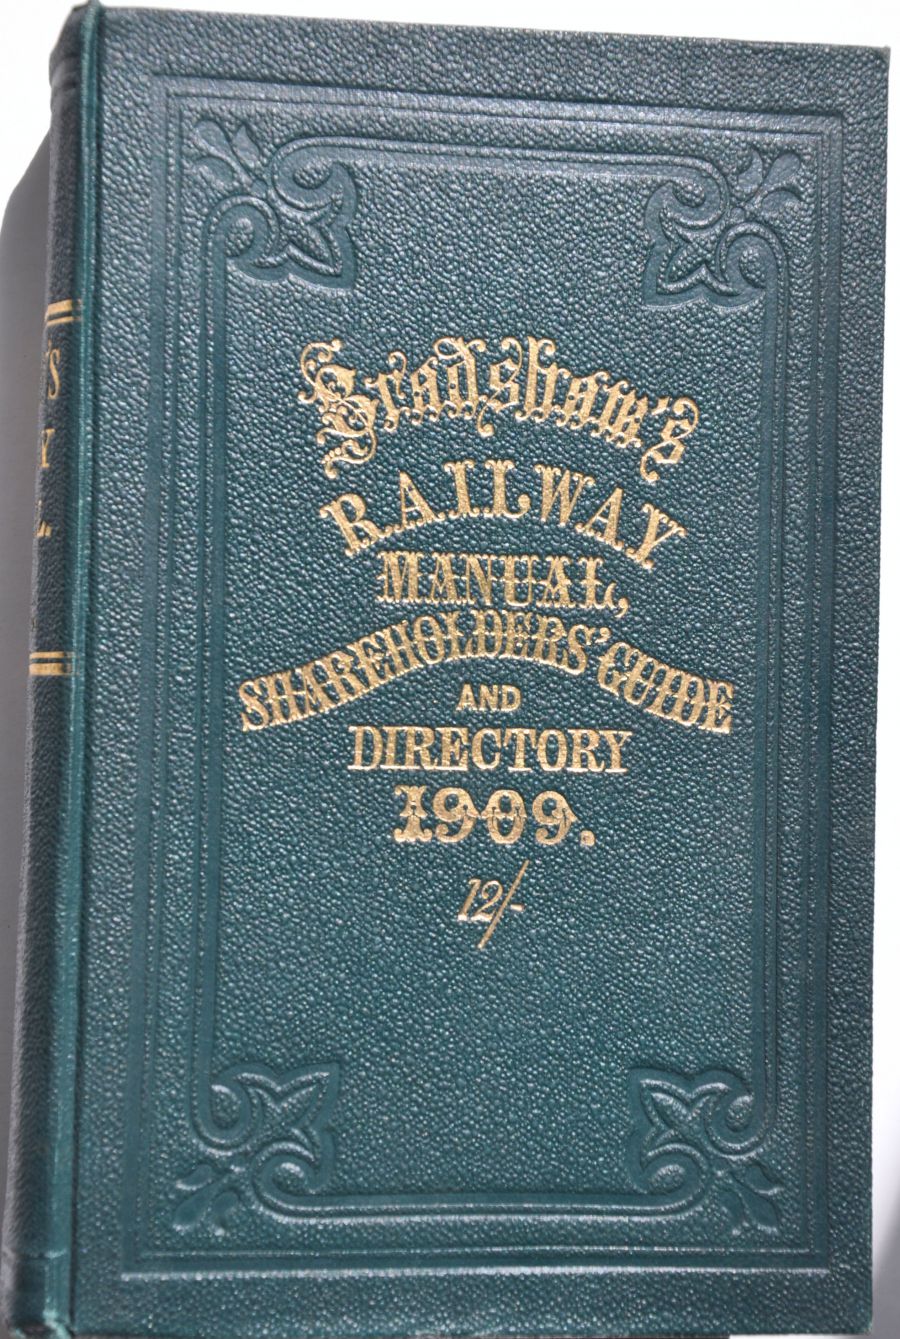 Bradshaw's
RAILWAY
MANUAL,
SHAREHOLDERS' GUIDE
AND
DIRECTORY
1909.
12/-